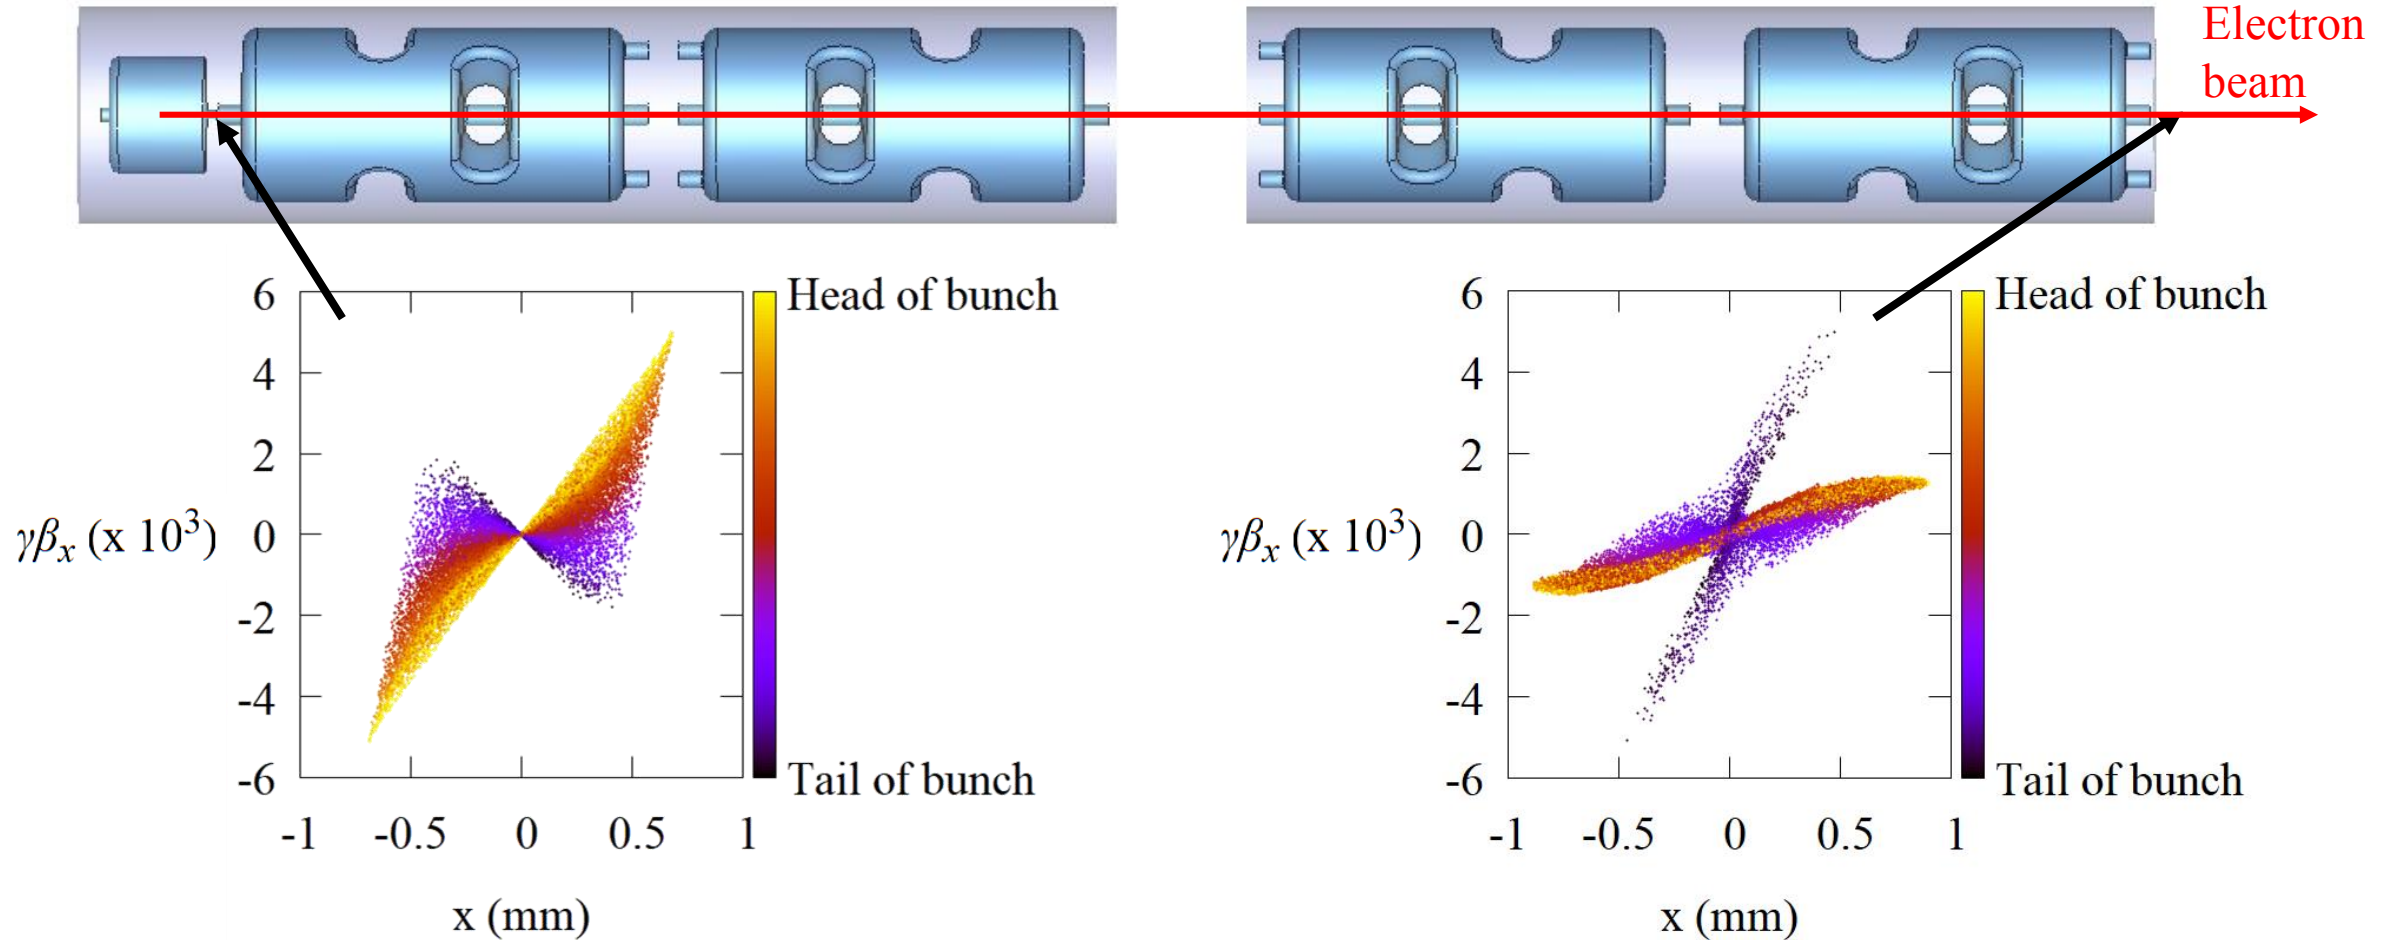 Electron
beam
6
4
2
0
-2
-4
-6
γβx (x 10³)
-1
-0.5
0
0.5
1
x (mm)
Head of bunch
Tail of bunch
6
4
2
0
-2
-4
-6
γβx (x 10³)
-1
-0.5
0
0.5
1
x (mm)
Head of bunch
Tail of bunch